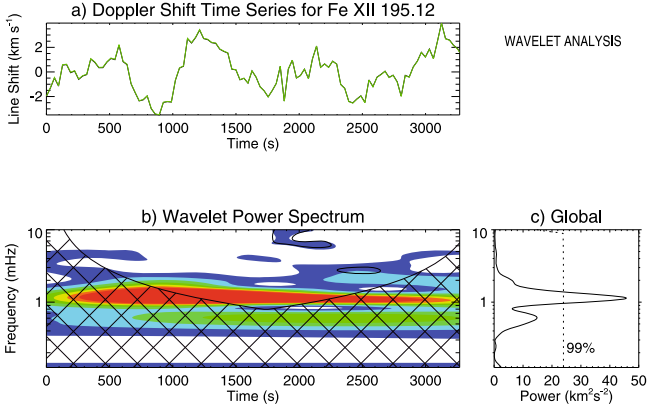 a) Doppler Shift Time Series for Fe XII 195.12
WAVELET ANALYSIS
Line Shift (km s⁻¹)
2
0
-2
0 500 1000 1500 2000 2500 3000
Time (s)
b) Wavelet Power Spectrum
c) Global
Frequency (mHz)
10
1
0 500 1000 1500 2000 2500 3000
Time (s)
10
1
99%
0 10 20 30 40 50
Power (km²s⁻²)